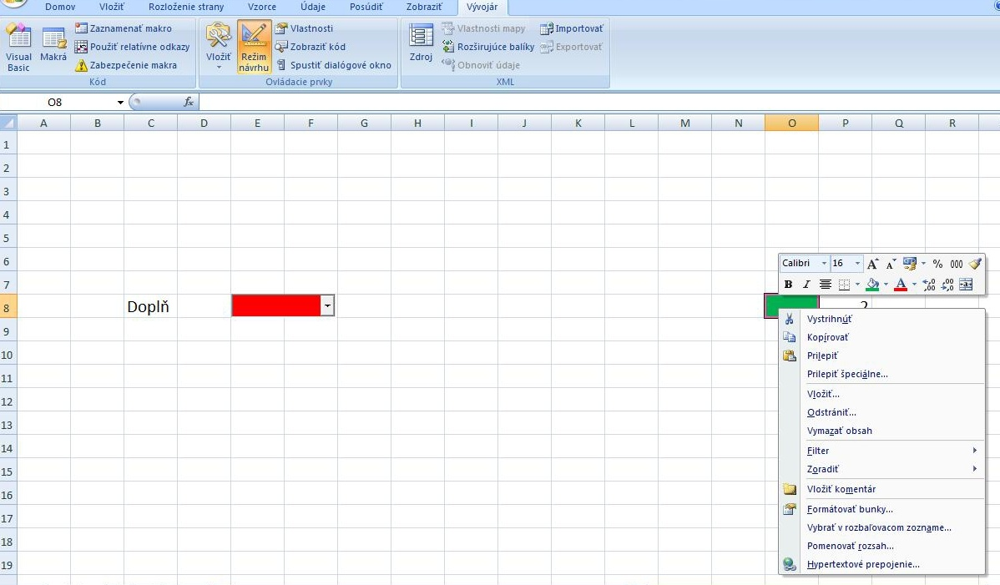 Domov Vložiť Rozloženie strany Vzorce Údaje Posúdiť Zobraziť Vývojár
Visual Basic
Makrá
Zaznamenať makro
Použiť relatívne odkazy
Zabezpečenie makra
Kód
Vložiť
Režim návrhu
Vlastnosti
Zobraziť kód
Spustiť dialógové okno
Ovládacie prvky
Zdroj
Vlastnosti mapy
Rozširujúce balíky
Obnoviť údaje
Importovať
Exportovať
XML
O8 fx
A B C D E F G H I J K L M N O P Q R
1
2
3
4
5
6
Calibri 16 A A % 000
7
B I A ,00 ,00
8 Doplň 2
9
10
11
12
13
14
15
16
17
18
19
Vystrihnúť
Kopírovať
Prilepiť
Prilepiť špeciálne...
Vložiť...
Odstrániť...
Vymazať obsah
Filter
Zoradiť
Vložiť komentár
Formátovať bunky...
Vybrať v rozbaľovacom zozname...
Pomenovať rozsah...
Hypertextové prepojenie...